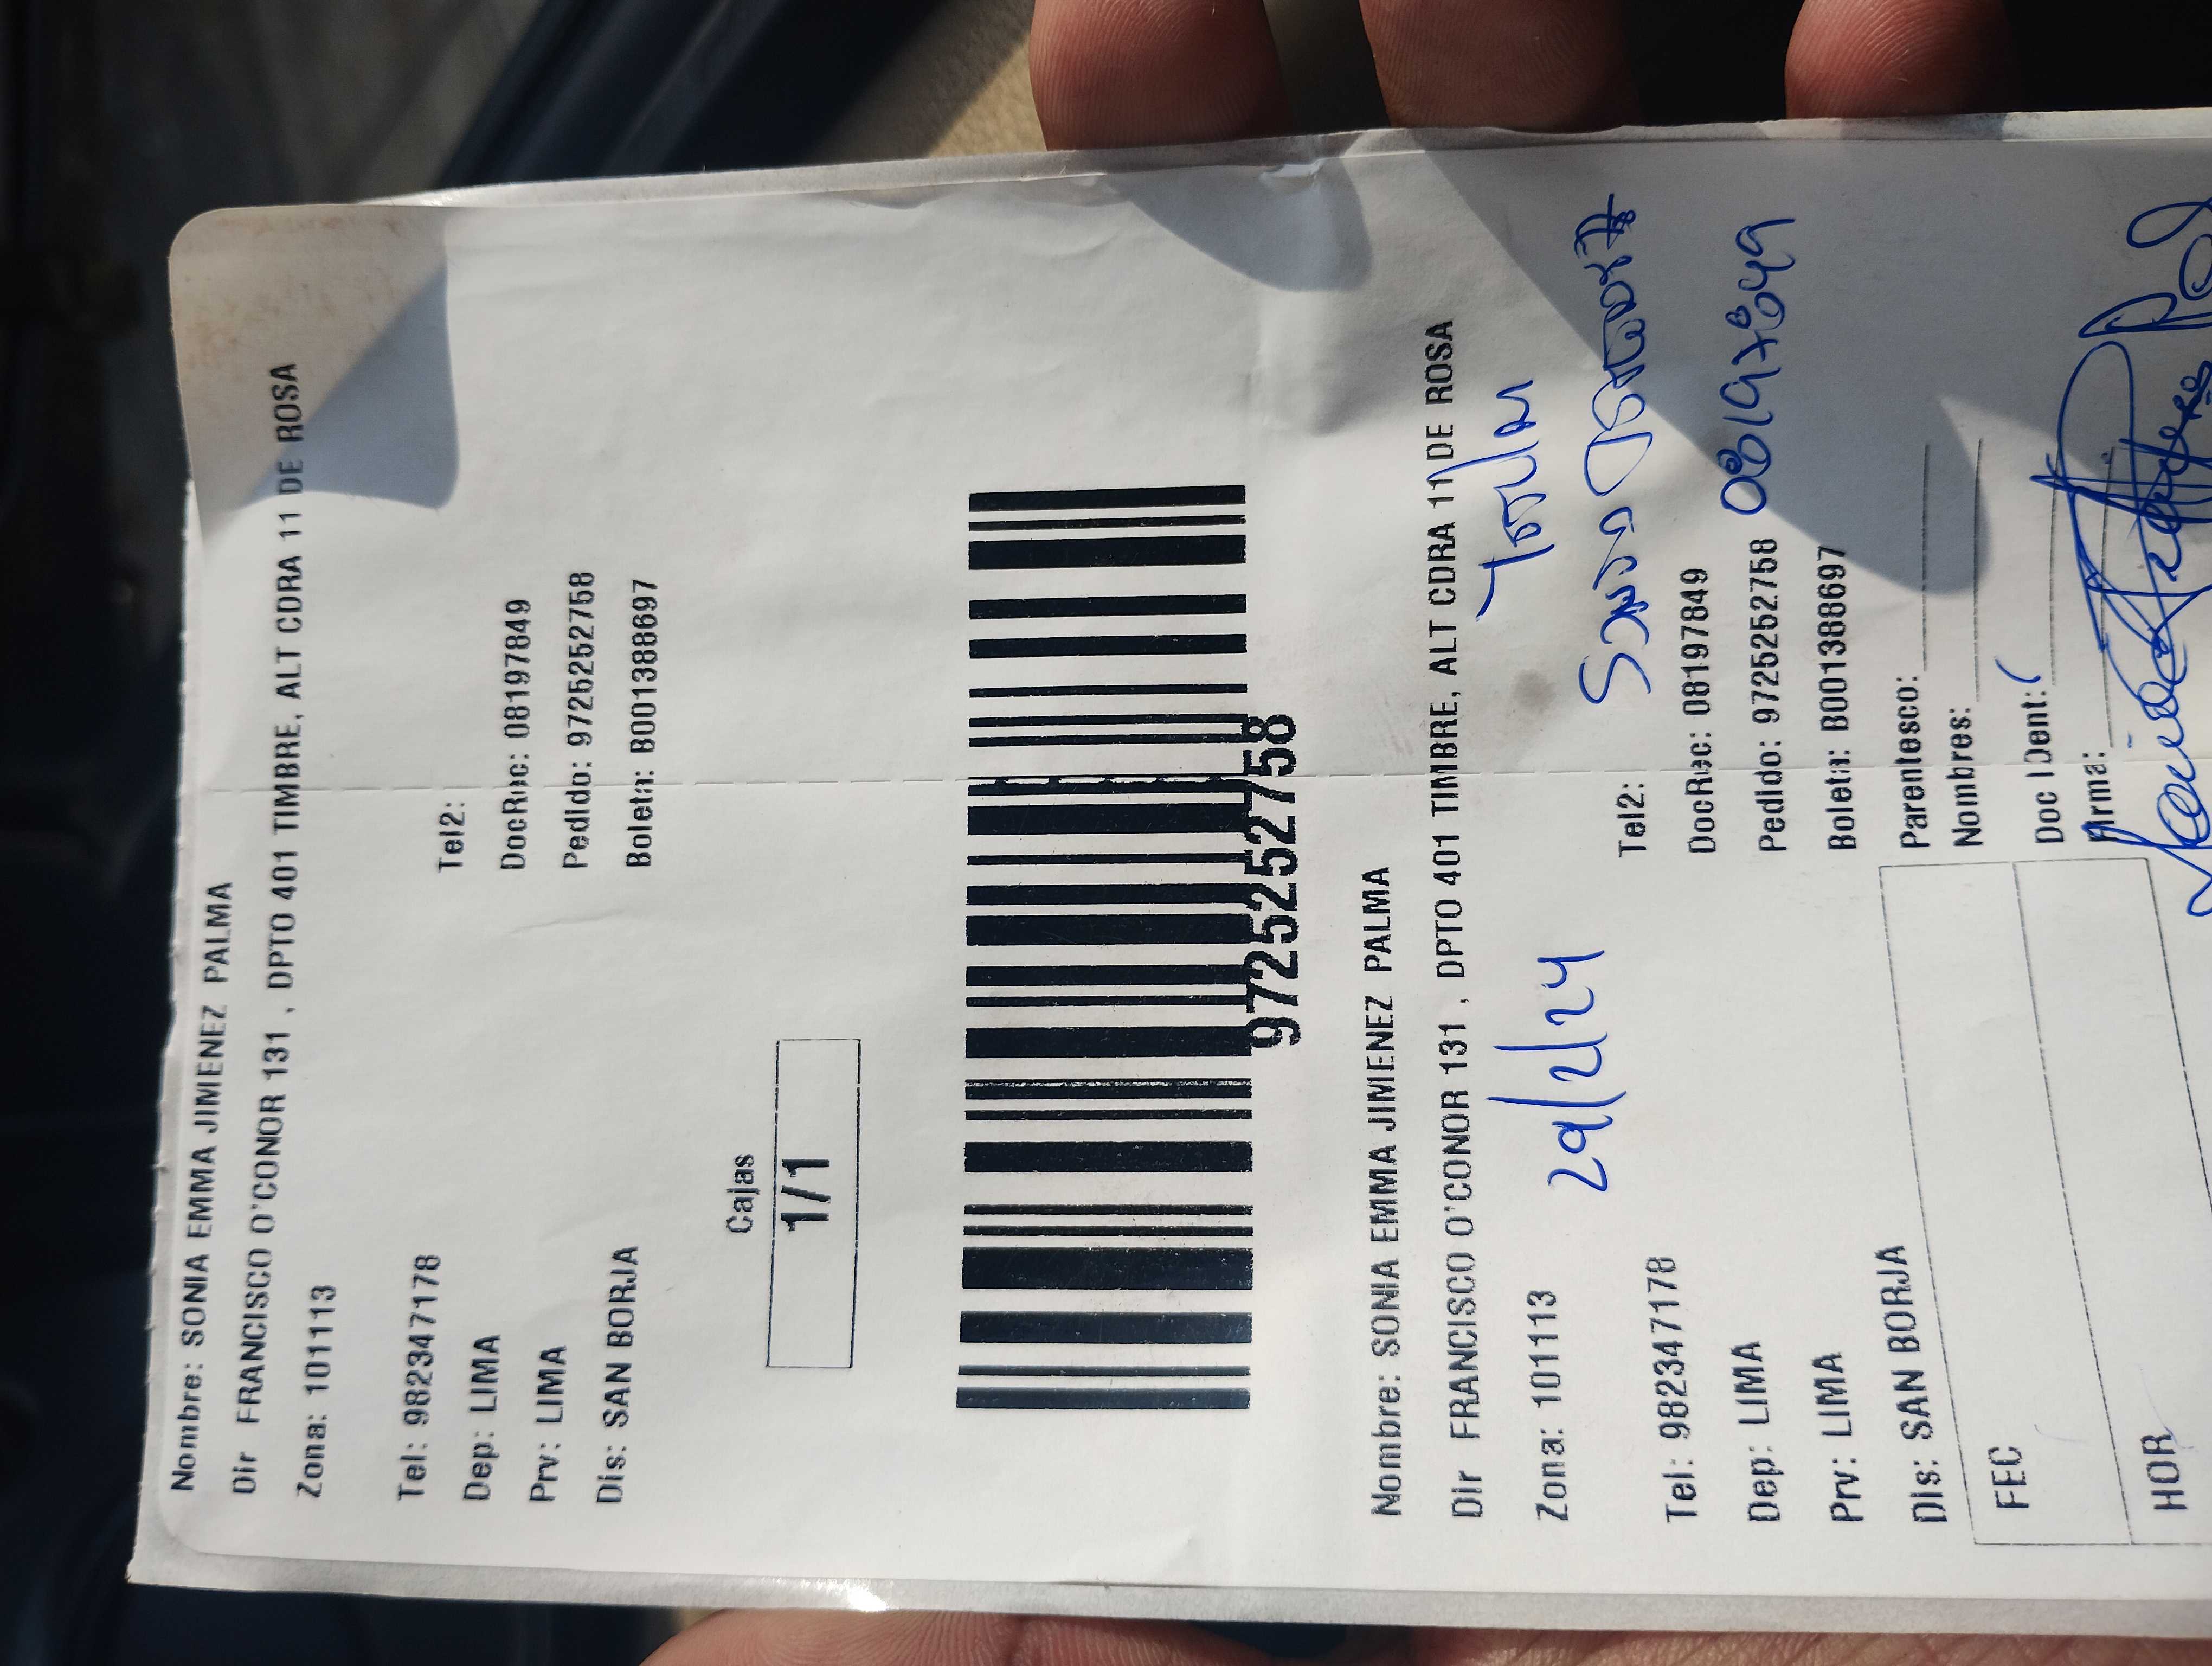 Nombre: SONIA EMMA JIMENEZ PALMA
Dir FRANCISCO O'CONOR 131 , DPTO 401 TIMBRE, ALT CDRA 11 DE ROSA
Zona: 101113
Tel: 982347178 Tel2:
Dep: LIMA DocRec: 08197849
Prv: LIMA Pedido: 9725252758
Dis: SAN BORJA Boleta: B001388697
Cajas
1/1
9725252758
Nombre: SONIA EMMA JIMENEZ PALMA
Dir FRANCISCO O'CONOR 131 , DPTO 401 TIMBRE, ALT CDRA 11 DE ROSA
Zona: 101113 29/2/24
Tel: 982347178 Tel2:
Dep: LIMA DocRec: 08197849
Prv: LIMA Pedido: 9725252758 08197849
Dis: SAN BORJA Boleta: B001388697
FEC Parentesco:
Nombres:
HOR Doc IDent:
Firma: